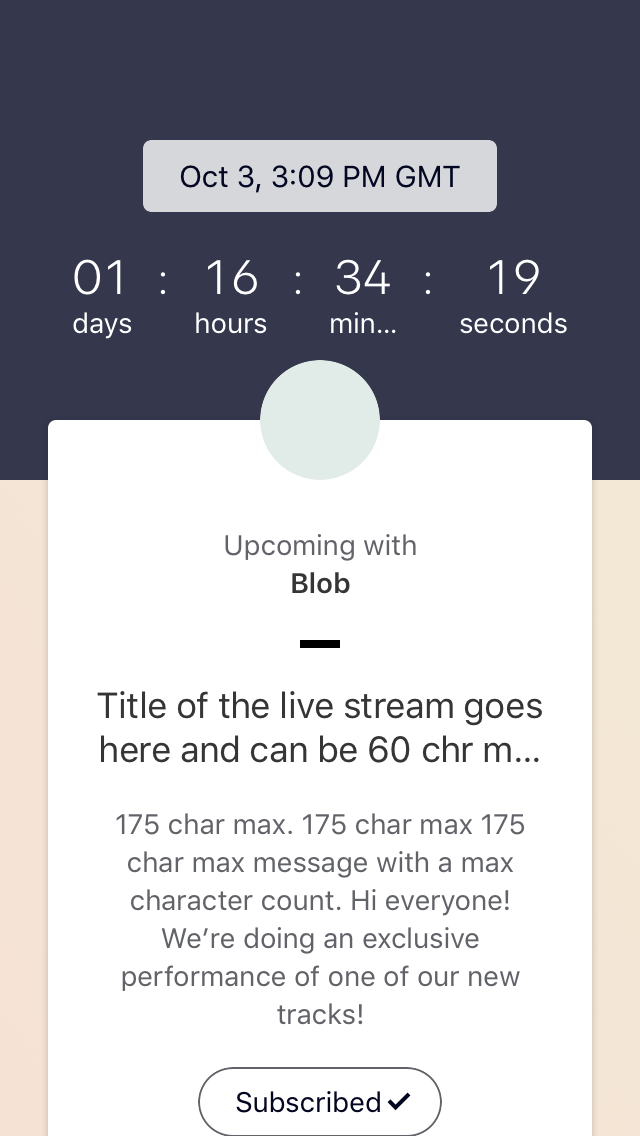 Oct 3, 3:09 PM GMT
01 : 16 : 34 : 19
days hours min… seconds
Upcoming with
Blob
Title of the live stream goes
here and can be 60 chr m…
175 char max. 175 char max 175
char max message with a max
character count. Hi everyone!
We’re doing an exclusive
performance of one of our new
tracks!
Subscribed